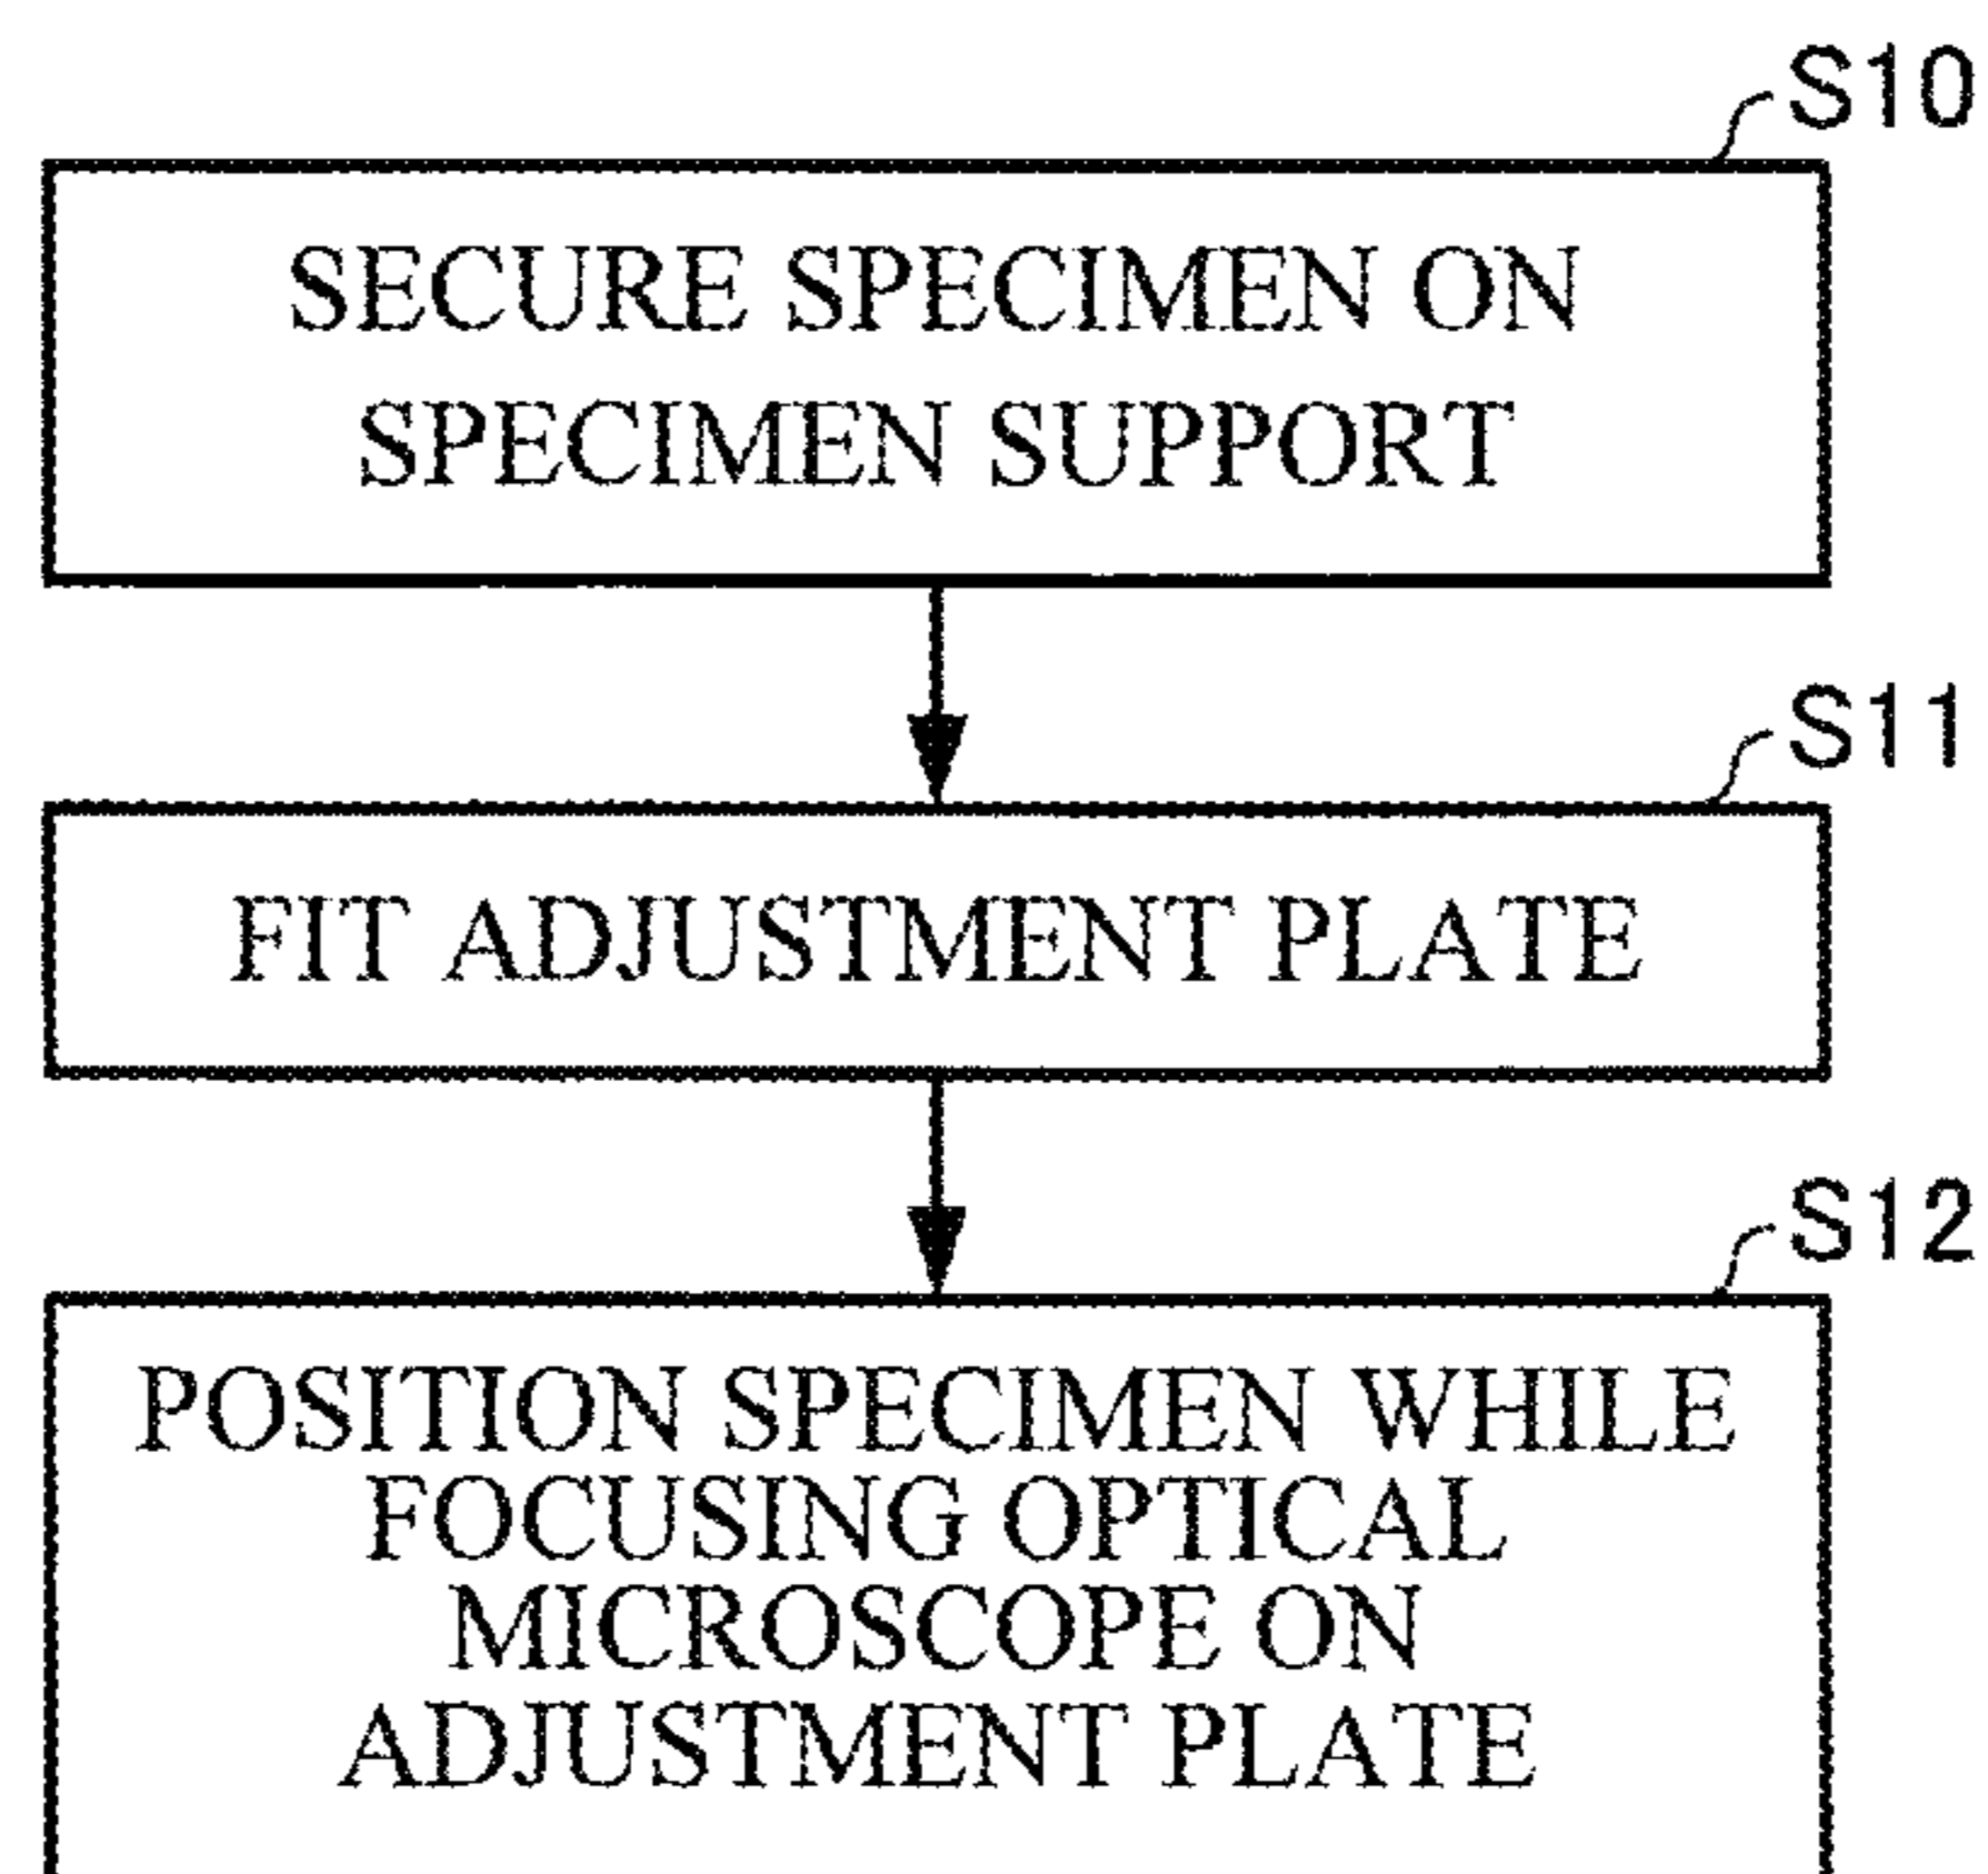 S10
SECURE SPECIMEN ON
SPECIMEN SUPPORT
S11
FIT ADJUSTMENT PLATE
S12
POSITION SPECIMEN WHILE
FOCUSING OPTICAL
MICROSCOPE ON
ADJUSTMENT PLATE